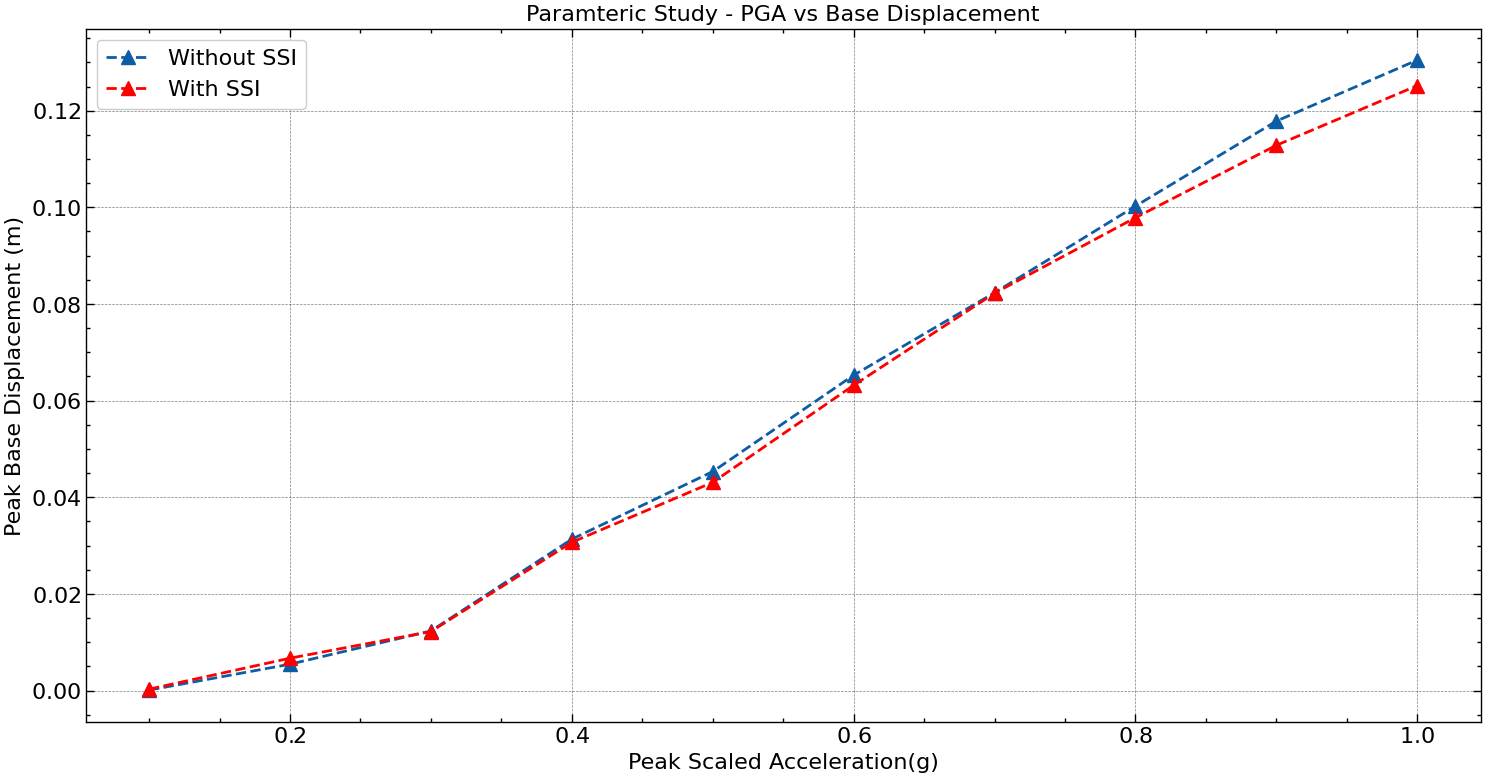 Paramteric Study - PGA vs Base Displacement
Without SSI
With SSI
Peak Base Displacement (m)
0.12
0.10
0.08
0.06
0.04
0.02
0.00
0.2
0.4
0.6
0.8
1.0
Peak Scaled Acceleration(g)